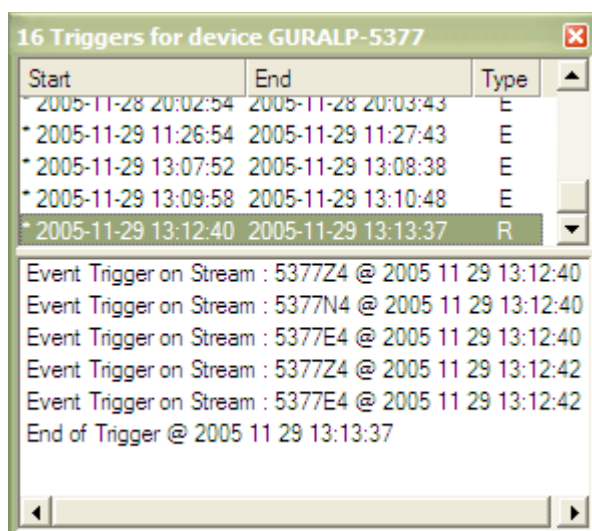 16 Triggers for device GURALP-5377
Start End Type
* 2005-11-28 20:02:54 2005-11-28 20:03:43 E
* 2005-11-29 11:26:54 2005-11-29 11:27:43 E
* 2005-11-29 13:07:52 2005-11-29 13:08:38 E
* 2005-11-29 13:09:58 2005-11-29 13:10:48 E
* 2005-11-29 13:12:40 2005-11-29 13:13:37 R
Event Trigger on Stream : 5377Z4 @ 2005 11 29 13:12:40
Event Trigger on Stream : 5377N4 @ 2005 11 29 13:12:40
Event Trigger on Stream : 5377E4 @ 2005 11 29 13:12:40
Event Trigger on Stream : 5377Z4 @ 2005 11 29 13:12:42
Event Trigger on Stream : 5377E4 @ 2005 11 29 13:12:42
End of Trigger @ 2005 11 29 13:13:37